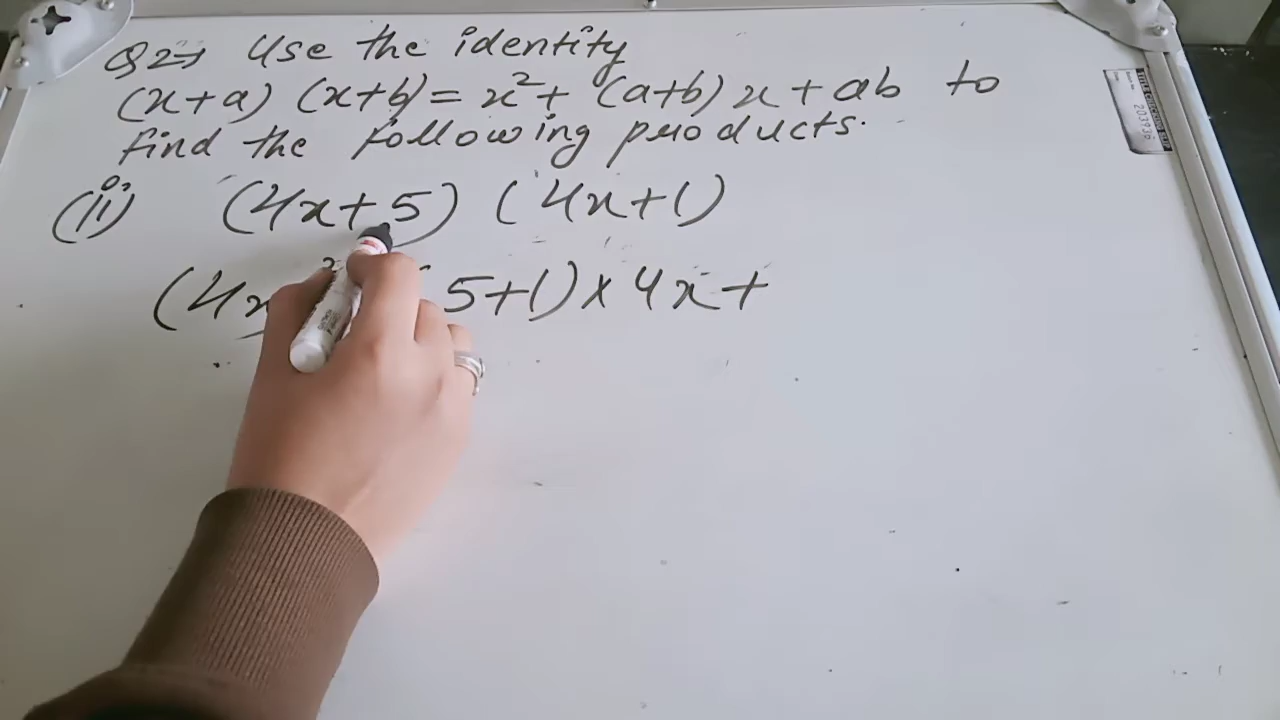 Q2→ Use the identity
(x+a) (x+b) = x²+ (a+b) x + ab to
find the following products.
(ii) (4x+5) (4x+1)
(4x 5+1) x 4x +